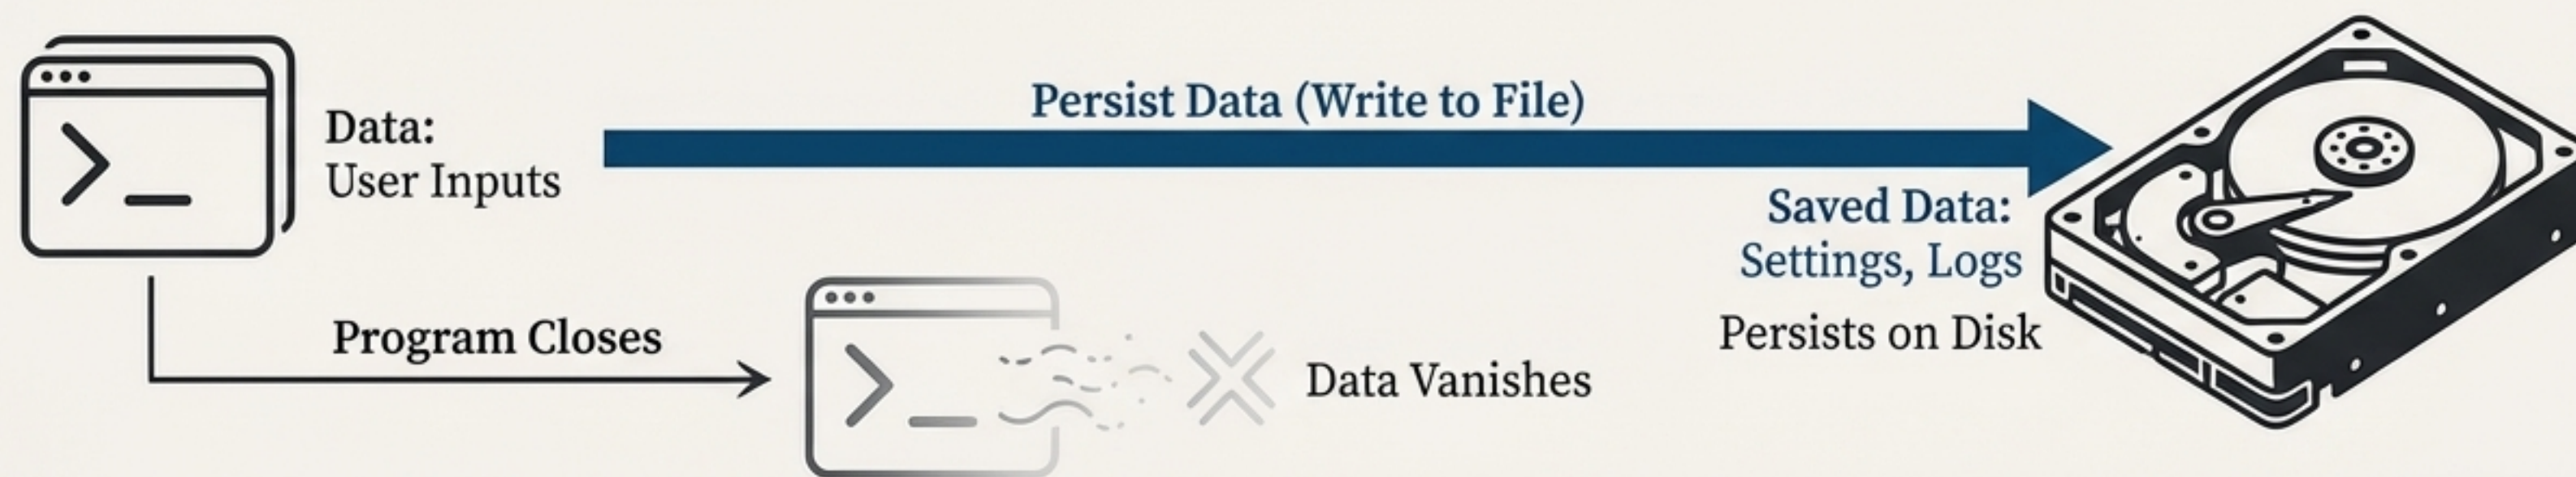 Data:
User Inputs
Persist Data (Write to File)
Saved Data:
Settings, Logs
Persists on Disk
Program Closes
Data Vanishes